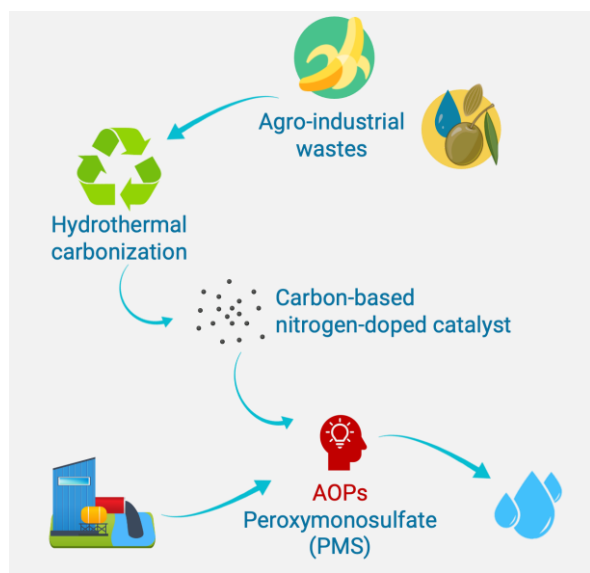 Agro-industrial
wastes
Hydrothermal
carbonization
Carbon-based
nitrogen-doped catalyst
AOPs
Peroxymonosulfate
(PMS)